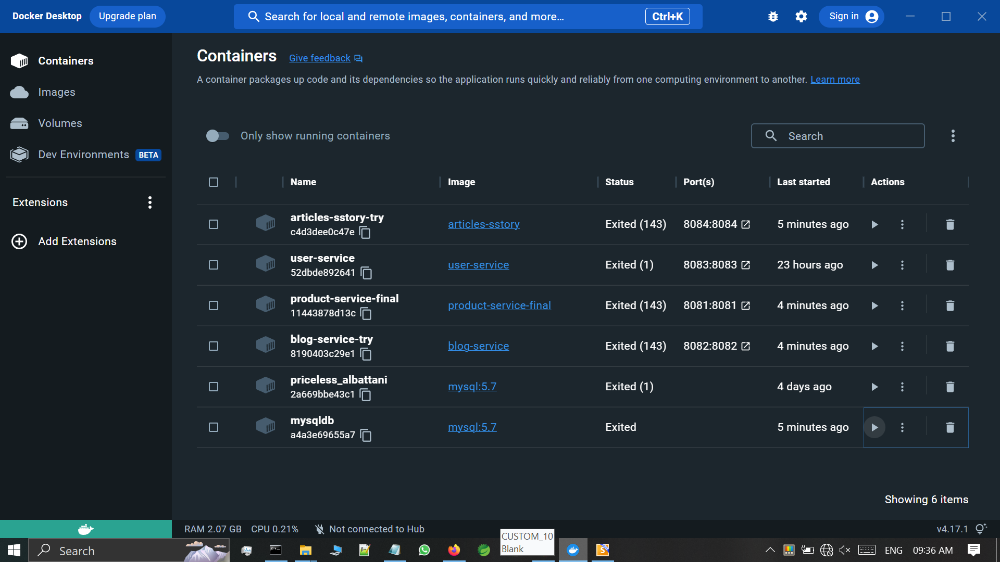 Docker Desktop Upgrade plan Search for local and remote images, containers, and more... Ctrl+K Sign in
Containers
Images
Volumes
Dev Environments BETA
Extensions
Add Extensions
Containers Give feedback
A container packages up code and its dependencies so the application runs quickly and reliably from one computing environment to another. Learn more
Only show running containers Search
Name Image Status Port(s) Last started Actions
articles-sstory-try
c4d3dee0c47e articles-sstory Exited (143) 8084:8084 5 minutes ago
user-service
52dbde892641 user-service Exited (1) 8083:8083 23 hours ago
product-service-final
11443878d13c product-service-final Exited (143) 8081:8081 4 minutes ago
blog-service-try
8190403c29e1 blog-service Exited (143) 8082:8082 4 minutes ago
priceless_albattani
2a669bbe43c1 mysql:5.7 Exited (1) 4 days ago
mysqldb
a4a3e69655a7 mysql:5.7 Exited 5 minutes ago
Showing 6 items
RAM 2.07 GB CPU 0.21% Not connected to Hub v4.17.1
CUSTOM_10
Blank
Search ENG 09:36 AM